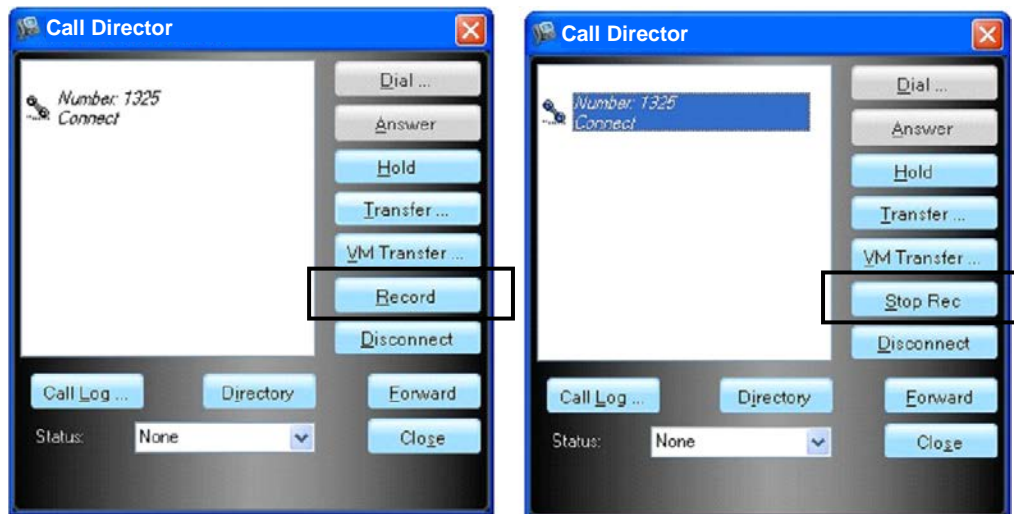 Call Director
Number: 1325
Connect
Dial ...
Answer
Hold
Transfer ...
VM Transfer ...
Record
Disconnect
Call Log ...
Directory
Forward
Status:
None
Close
Call Director
Number: 1325
Connect
Dial ...
Answer
Hold
Transfer ...
VM Transfer ...
Stop Rec
Disconnect
Call Log ...
Directory
Forward
Status:
None
Close